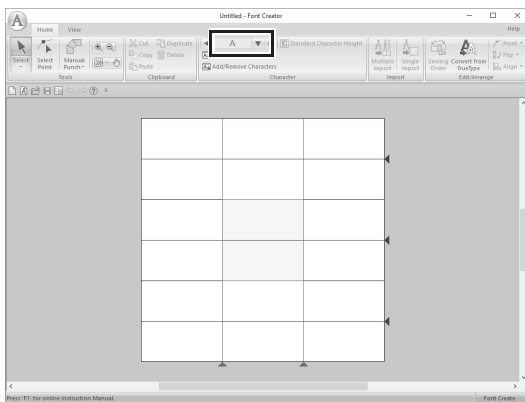 Untitled - Font Creator
A
Home View Help
Select
Select Point
Manual Punch
Tools
Cut Duplicate
Copy Delete
Paste
Clipboard
A
Standard Character Height
Add/Remove Characters
Character
Multiple Import
Single Import
Import
Sewing Order
Convert from TrueType
Point
Flip
Align
Edit/Arrange
Press 'F1' for online Instruction Manual. Font Create